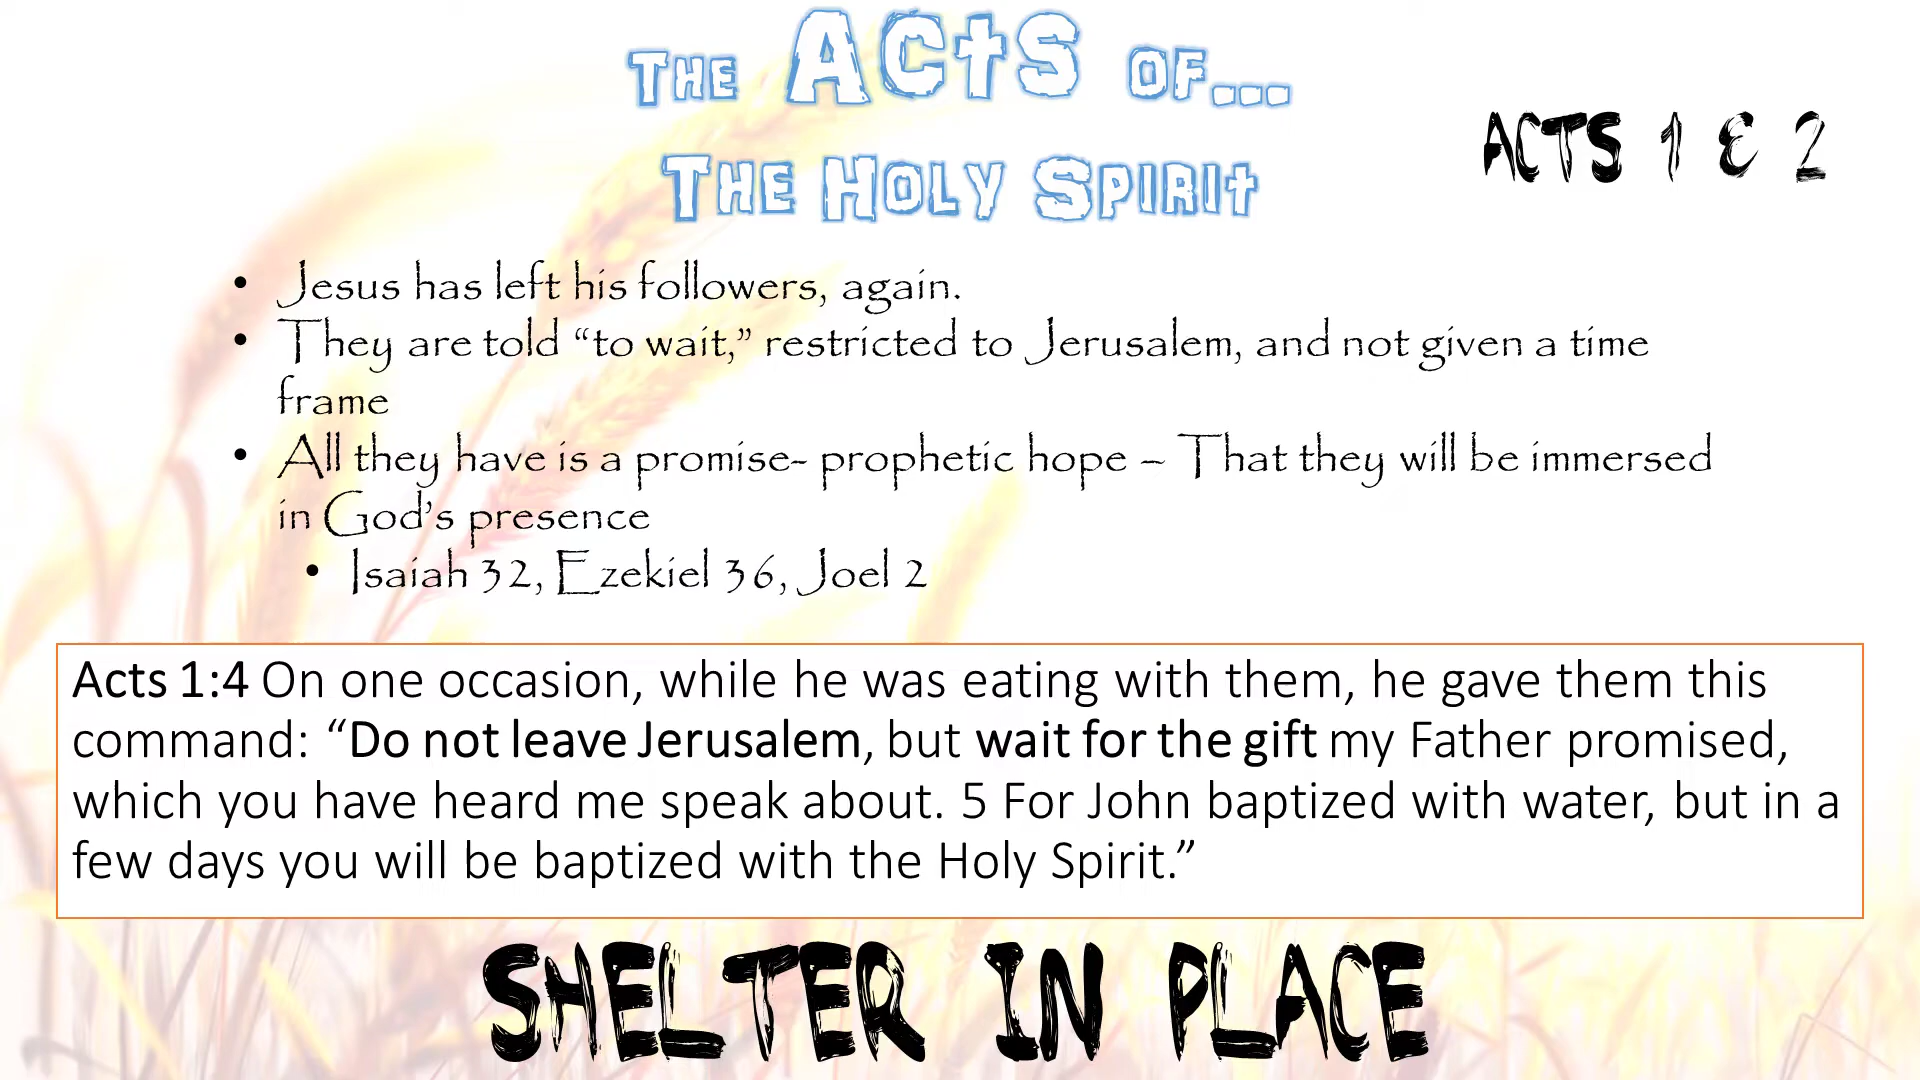 The Acts of...
The Holy Spirit
Acts 1 & 2
• Jesus has left his followers, again.
• They are told “to wait,” restricted to Jerusalem, and not given a time
frame
• All they have is a promise- prophetic hope – That they will be immersed
in God’s presence
• Isaiah 32, Ezekiel 36, Joel 2
Acts 1:4 On one occasion, while he was eating with them, he gave them this
command: “Do not leave Jerusalem, but wait for the gift my Father promised,
which you have heard me speak about. 5 For John baptized with water, but in a
few days you will be baptized with the Holy Spirit.”
SHELTER IN PLACE